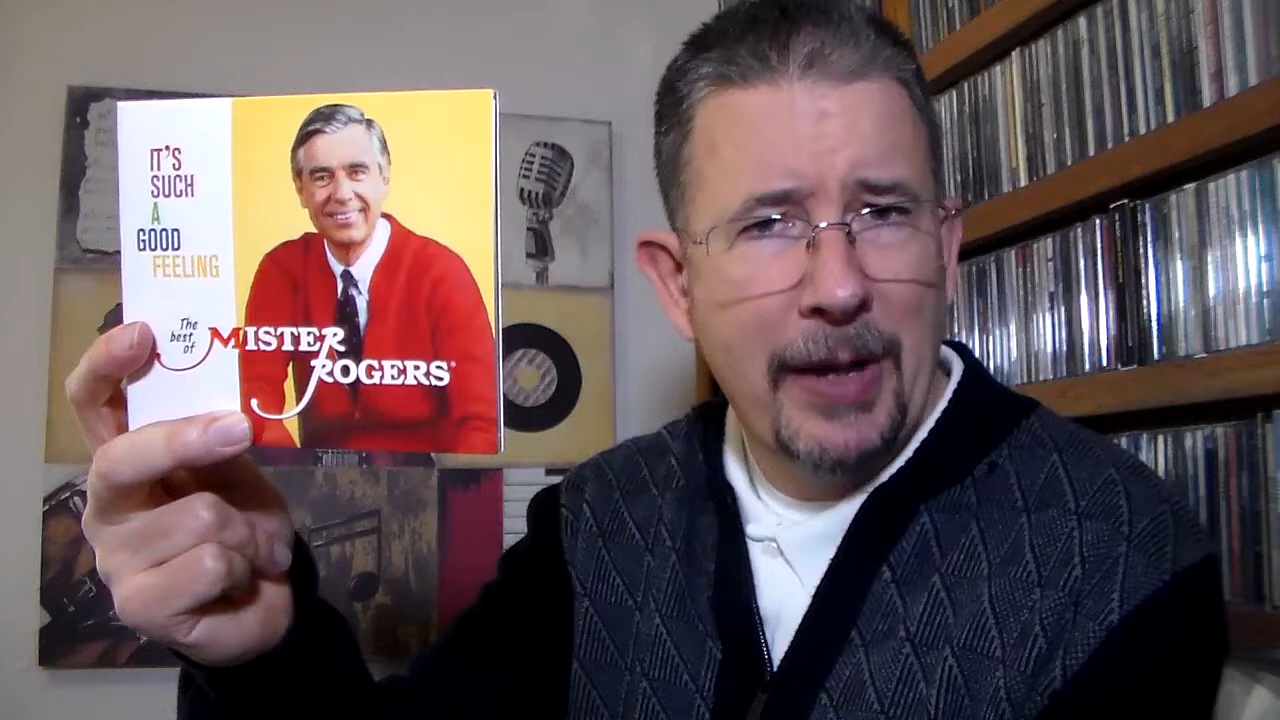 IT'S
SUCH
A
GOOD
FEELING
The
best
of
MISTER
ROGERS®